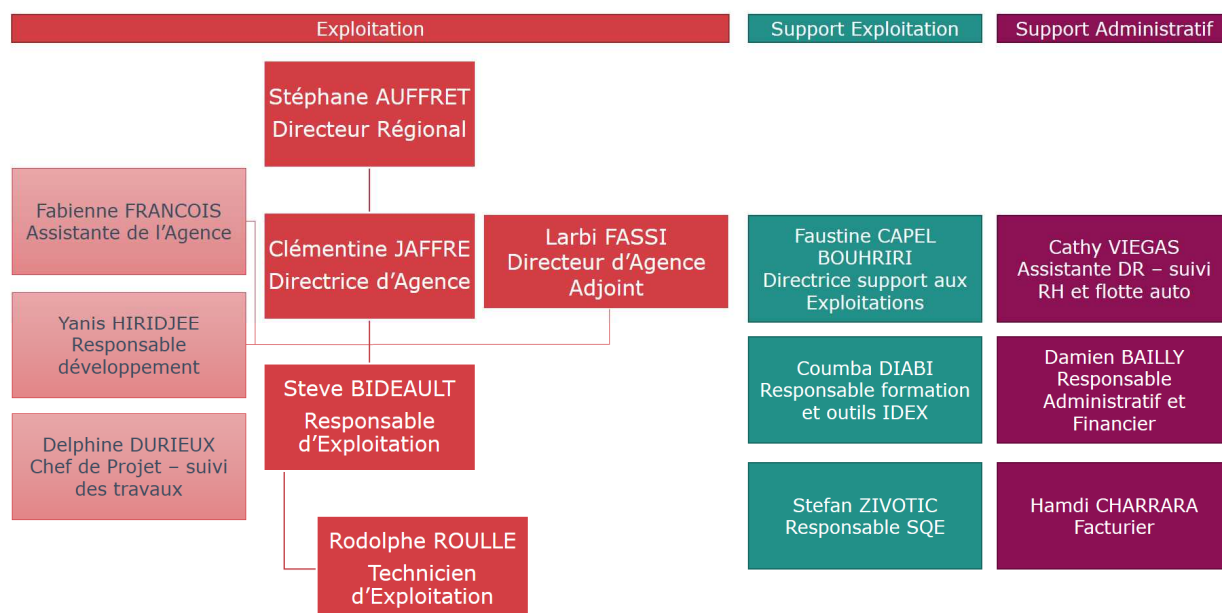 Exploitation
Support Exploitation
Support Administratif
Stéphane AUFFRET
Directeur Régional
Fabienne FRANCOIS
Assistante de l’Agence
Clémentine JAFFRE
Directrice d’Agence
Larbi FASSI
Directeur d’Agence
Adjoint
Yanis HIRIDJEE
Responsable
développement
Steve BIDEAULT
Responsable
d’Exploitation
Delphine DURIEUX
Chef de Projet – suivi
des travaux
Rodolphe ROULLE
Technicien
d’Exploitation
Faustine CAPEL
BOUHRIRI
Directrice support aux
Exploitations
Coumba DIABI
Responsable formation
et outils IDEX
Stefan ZIVOTIC
Responsable SQE
Cathy VIEGAS
Assistante DR – suivi
RH et flotte auto
Damien BAILLY
Responsable
Administratif et
Financier
Hamdi CHARRARA
Facturier